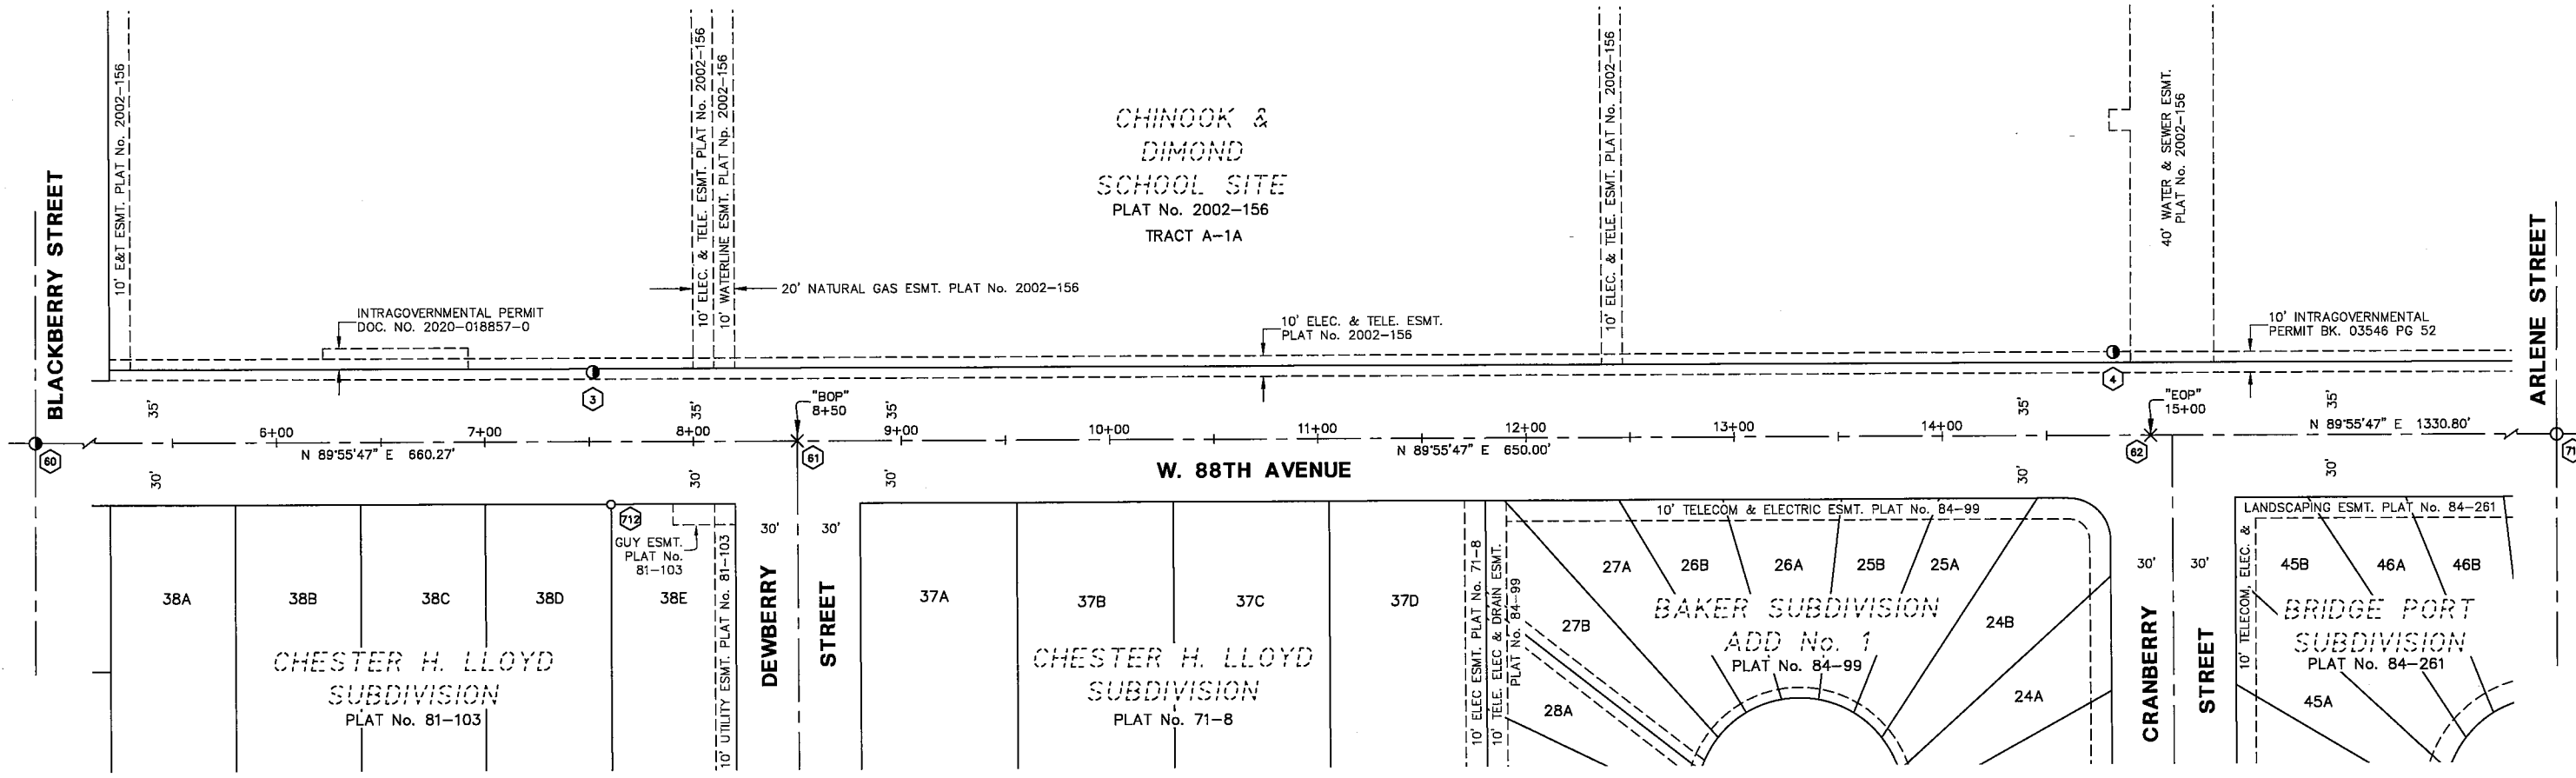 BLACKBERRY STREET
10' E&T ESMT. PLAT No. 2002-156
INTRAGOVERNMENTAL PERMIT
DOC. NO. 2020-018857-0
10' ELEC. & TELE. ESMT. PLAT No. 2002-156
10' WATERLINE ESMT. PLAT Np. 2002-156
20' NATURAL GAS ESMT. PLAT No. 2002-156
CHINOOK &
DIMOND
SCHOOL SITE
PLAT No. 2002-156
TRACT A-1A
10' ELEC. & TELE. ESMT.
PLAT No. 2002-156
10' ELEC. & TELE. ESMT. PLAT No. 2002-156
40' WATER & SEWER ESMT.
PLAT No. 2002-156
10' INTRAGOVERNMENTAL
PERMIT BK. 03546 PG 52
ARLENE STREET
3
4
35'
35'
35'
35'
35'
"BOP"
8+50
"EOP"
15+00
6+00
7+00
8+00
9+00
10+00
11+00
12+00
13+00
14+00
60
61
62
71
N 89°55'47" E 660.27'
N 89°55'47" E 650.00'
N 89°55'47" E 1330.80'
W. 88TH AVENUE
30'
30'
30'
30'
30'
712
GUY ESMT.
PLAT No.
81-103
10' UTILITY ESMT. PLAT No. 81-103
38A
38B
38C
38D
38E
CHESTER H. LLOYD
SUBDIVISION
PLAT No. 81-103
30'
30'
DEWBERRY
STREET
37A
37B
37C
37D
CHESTER H. LLOYD
SUBDIVISION
PLAT No. 71-8
10' ELEC ESMT. PLAT No. 71-8
10' TELE. ELEC & DRAIN ESMT.
PLAT No. 84-99
10' TELECOM & ELECTRIC ESMT. PLAT No. 84-99
27A
26B
26A
25B
25A
27B
24B
28A
24A
BAKER SUBDIVISION
ADD No. 1
PLAT No. 84-99
30'
30'
CRANBERRY
STREET
10' TELECOM, ELEC. &
LANDSCAPING ESMT. PLAT No. 84-261
45B
46A
46B
BRIDGE PORT
SUBDIVISION
PLAT No. 84-261
45A